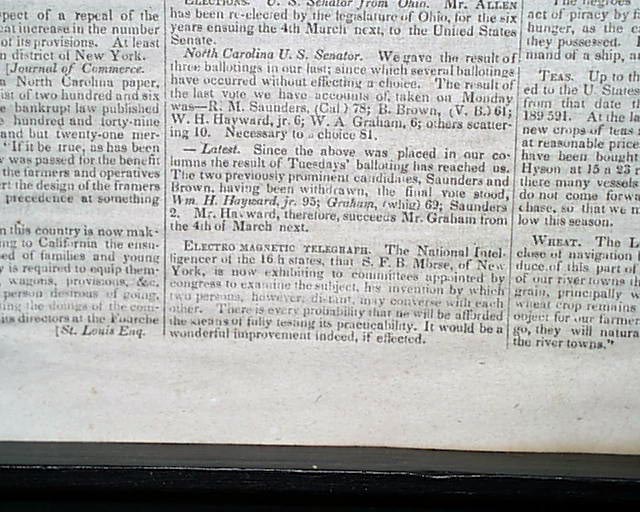 pect of a repeal of the
eat increase in the number
of its provisions. At least
n district of New York.
[Journal of Commerce.
a North Carolina paper,
ist of two hundred and six
e bankrupt law published
e hundred and forty-nine
and but twenty-one mer-
"If it be true, as has been
w was passed for the benefit
the farmers and operatives
ert the design of the framers
precedence at something
n this country is now mak-
ing to California the ensu-
sed of families and young
y is required to equip them-
, wagons, provisions, &c.
person desirous of going,
ing the doings of the com-
its directors at the Fourche
[St. Louis Enq.
ELECTIONS. U. S. Senator from Ohio. Mr. ALLEN
has been re-elected by the legislature of Ohio, for the six
years ensuing the 4th March next, to the United States
Senate.
North Carolina U. S. Senator. We gave the result of
three ballotings in our last; since which several ballotings
have occurred without effecting a choice. The result of
the last vote we have accounts of, taken on Monday
was—R. M. Saunders, (Cal) 78; B. Brown, (V. B.) 61;
W. H. Hayward, jr. 6; W. A Graham, 6; others scatter-
ing 10. Necessary to a choice 81.
— Latest. Since the above was placed in our co-
lumns the result of Tuesdays' balloting has reached us.
The two previously prominent candidates, Saunders and
Brown, having been withdrawn, the final vote stood,
Wm. H. Hayward, jr. 95; Graham, (whig) 69; Saunders
2. Mr. Hayward, therefore, succeeds Mr. Graham from
the 4th of March next.
ELECTRO MAGNETIC TELEGRAPH. The National Intel-
ligencer of the 16th states, that S. F. B. Morse, of New
York, is now exhibiting to committees appointed by
congress to examine the subject, his invention by which
two persons, however distant, may converse with each
other. There is every probability that he will be afforded
the means of fully testing its practicability. It would be a
wonderful improvement indeed, if effected.
The negroes
act of piracy by
hunger, as the ca
they possessed.
mand of a ship, a
TEAS. Up to th
ed to the U. States
from that date
189 591. At the la
new crops of teas
at reasonable prices
have been bought
Hyson at 15 a 23
there many vessels
do not come forwa
chase, so that we n
low this season.
WHEAT. The L
close of navigation
duce of this part of
of our river towns
grain, principally
wheat crop remains
object for our farmer
go, they will natura
the river towns."